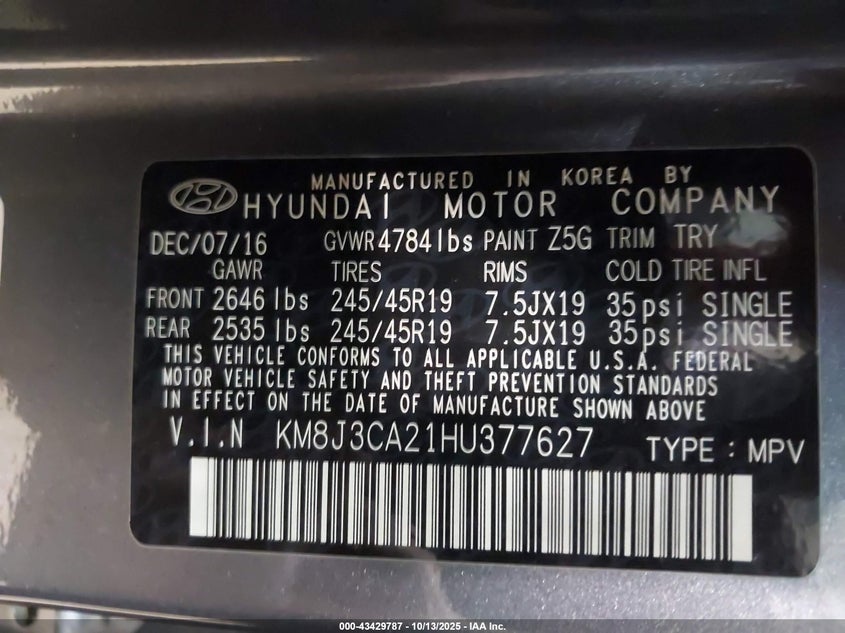 MANUFACTURED IN KOREA BY
HYUNDAI MOTOR COMPANY
DEC/07/16 GVWR 4784 lbs PAINT Z5G TRIM TRY
GAWR TIRES RIMS COLD TIRE INFL
FRONT 2646 lbs 245/45R19 7.5JX19 35psi SINGLE
REAR 2535 lbs 245/45R19 7.5JX19 35psi SINGLE
THIS VEHICLE CONFORMS TO ALL APPLICABLE U.S.A. FEDERAL
MOTOR VEHICLE SAFETY AND THEFT PREVENTION STANDARDS
IN EFFECT ON THE DATE OF MANUFACTURE SHOWN ABOVE
V.I.N KM8J3CA21HU377627 TYPE : MPV
000-43429787 - 10/13/2025 - IAA Inc.